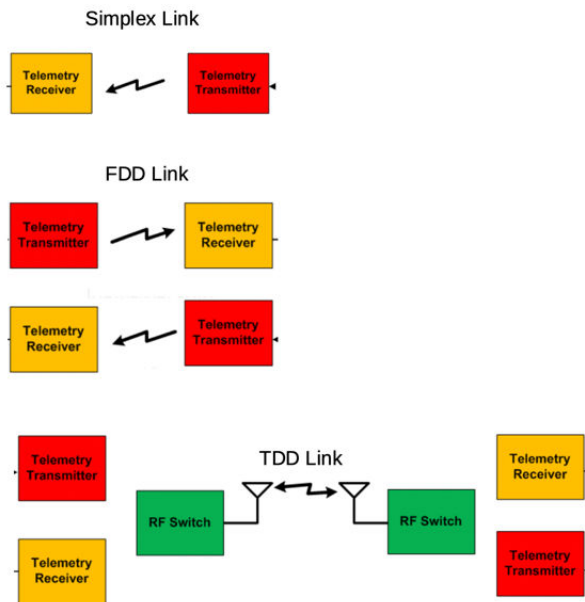 Simplex Link
Telemetry
Receiver
Telemetry
Transmitter
FDD Link
Telemetry
Transmitter
Telemetry
Receiver
Telemetry
Receiver
Telemetry
Transmitter
TDD Link
Telemetry
Transmitter
Telemetry
Receiver
RF Switch
RF Switch
Telemetry
Receiver
Telemetry
Transmitter